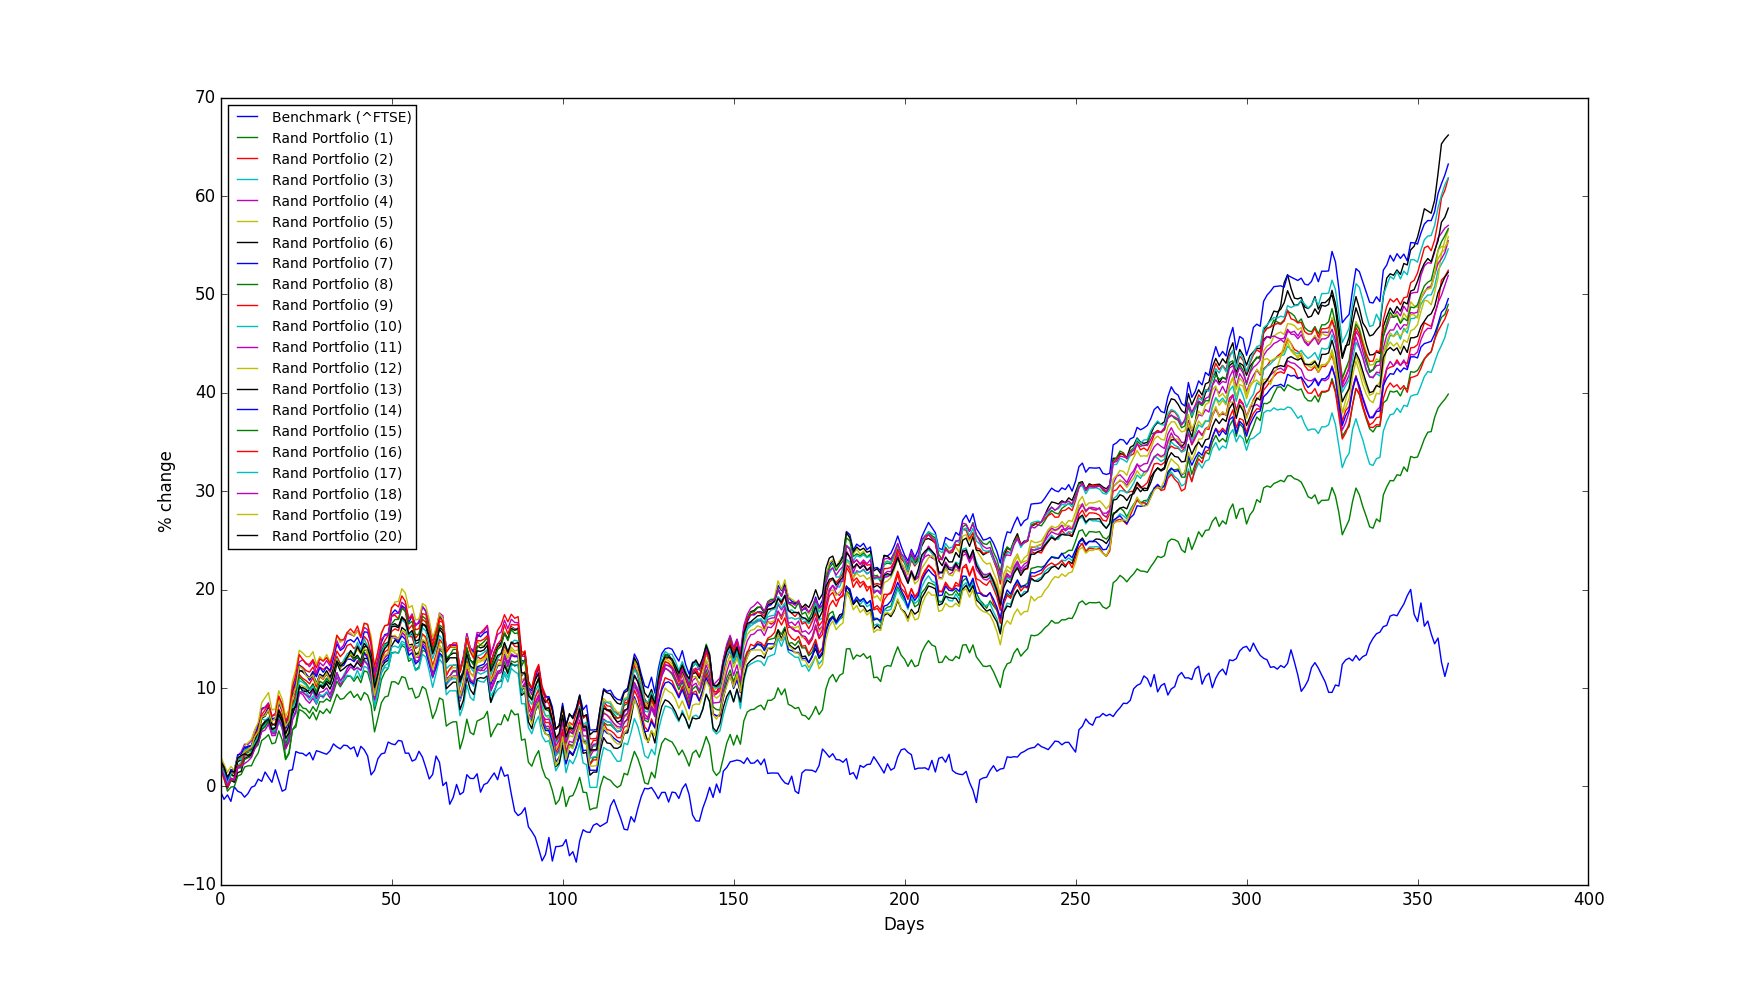 70
60
50
40
30
20
10
0
−10
0 50 100 150 200 250 300 350 400
Days
% change
Benchmark (^FTSE)
Rand Portfolio (1)
Rand Portfolio (2)
Rand Portfolio (3)
Rand Portfolio (4)
Rand Portfolio (5)
Rand Portfolio (6)
Rand Portfolio (7)
Rand Portfolio (8)
Rand Portfolio (9)
Rand Portfolio (10)
Rand Portfolio (11)
Rand Portfolio (12)
Rand Portfolio (13)
Rand Portfolio (14)
Rand Portfolio (15)
Rand Portfolio (16)
Rand Portfolio (17)
Rand Portfolio (18)
Rand Portfolio (19)
Rand Portfolio (20)